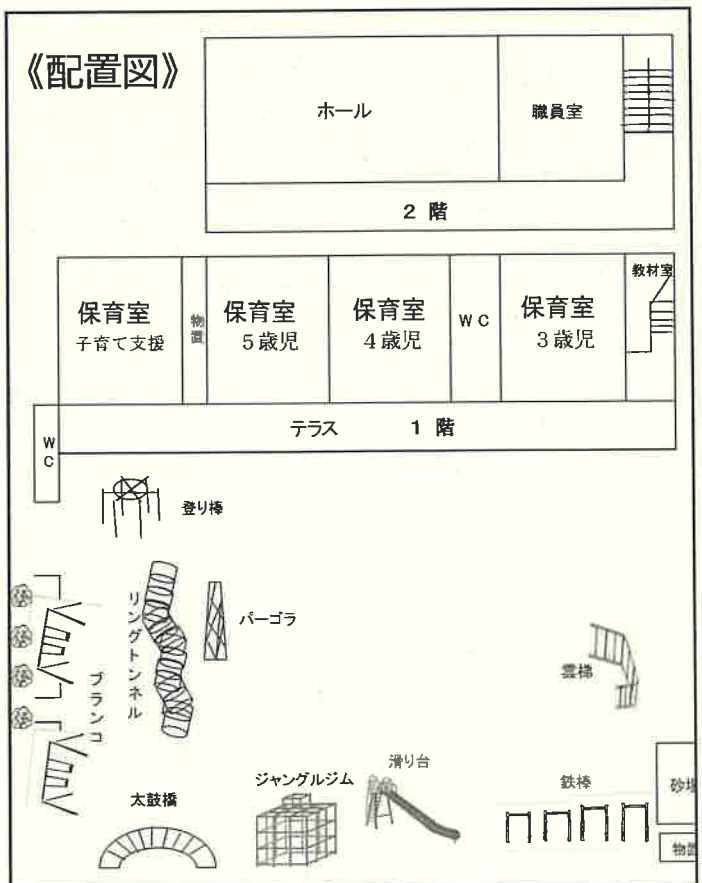 《配置図》
ホール
職員室
2 階
教材室
保育室
子育て支援
物置
保育室
5歳児
保育室
4歳児
WC
保育室
3歳児
テラス 1 階
WC
登り棒
リングトンネル
パーゴラ
ブランコ
雲梯
太鼓橋
ジャングルジム
滑り台
鉄棒
砂場
物置